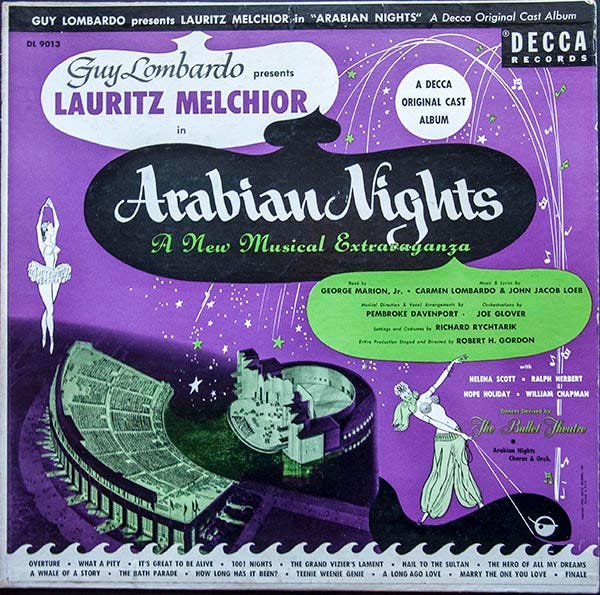 GUY LOMBARDO presents LAURITZ MELCHIOR in "ARABIAN NIGHTS" A Decca Original Cast Album
DL 9013
® DECCA
RECORDS
Guy Lombardo presents
LAURITZ MELCHIOR
in
A DECCA
ORIGINAL CAST
ALBUM
Arabian Nights
A New Musical Extravaganza
Book by
GEORGE MARION, Jr. •
Music & Lyrics by
CARMEN LOMBARDO & JOHN JACOB LOEB
Musical Direction & Vocal Arrangements by
PEMBROKE DAVENPORT •
Orchestrations by
JOE GLOVER
Settings and Costumes by RICHARD RYCHTARIK
Entire Production Staged and Directed by ROBERT H. GORDON
with
HELENA SCOTT • RALPH HERBERT
HOPE HOLIDAY • WILLIAM CHAPMAN
Dances Devised by
The Ballet Theatre
•
Arabian Nights
Chorus & Orch.
OVERTURE • WHAT A PITY • IT'S GREAT TO BE ALIVE • 1001 NIGHTS • THE GRAND VIZIER'S LAMENT • HAIL TO THE SULTAN • THE HERO OF ALL MY DREAMS
A WHALE OF A STORY • THE BATH PARADE • HOW LONG HAS IT BEEN? • TEENIE WEENIE GENIE • A LONG AGO LOVE • MARRY THE ONE YOU LOVE • FINALE